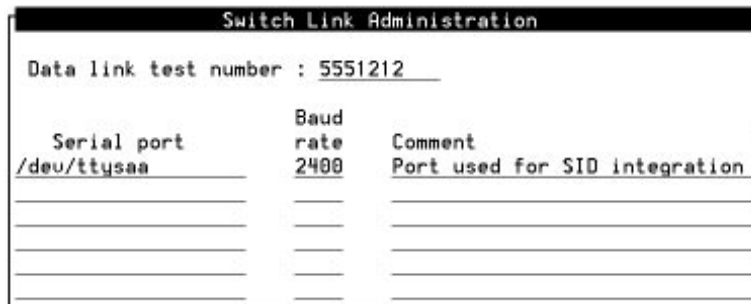 Switch Link Administration
Data link test number : 5551212
Baud
Serial port rate Comment
/dev/ttysaa 2400 Port used for SID integration